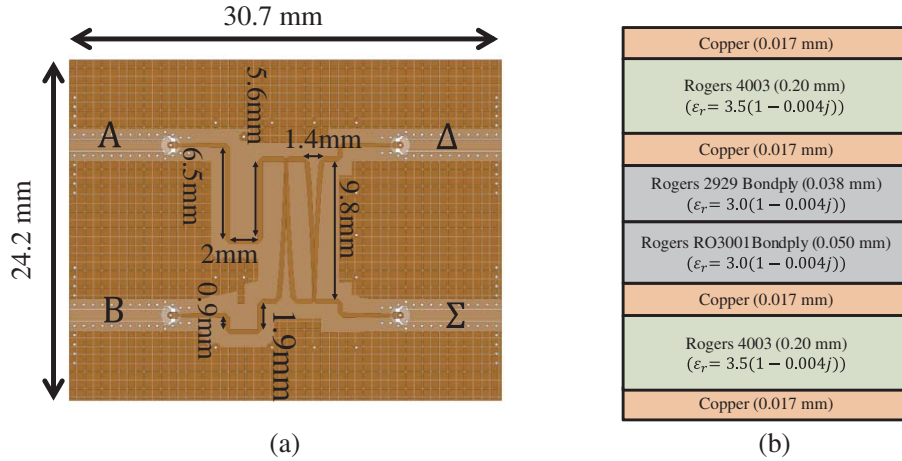 30.7 mm
24.2 mm
A
B
Δ
Σ
5.6mm
1.4mm
6.5mm
9.8mm
2mm
0.9mm
1.9mm
(a)
Copper (0.017 mm)
Rogers 4003 (0.20 mm)
(εr = 3.5(1 - 0.004j))
Copper (0.017 mm)
Rogers 2929 Bondply (0.038 mm)
(εr = 3.0(1 - 0.004j))
Rogers RO3001Bondply (0.050 mm)
(εr = 3.0(1 - 0.004j))
Copper (0.017 mm)
Rogers 4003 (0.20 mm)
(εr = 3.5(1 - 0.004j))
Copper (0.017 mm)
(b)